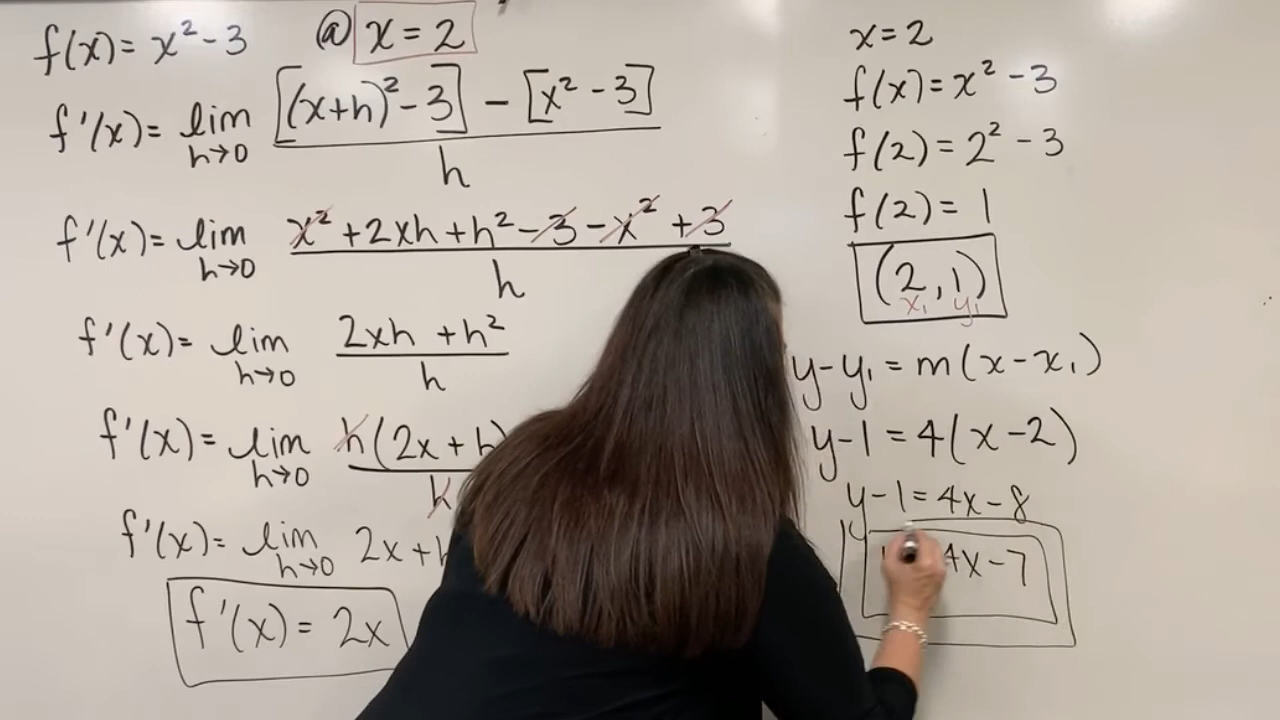 f(x) = x² - 3 @ x = 2
f'(x) = lim h→0 [(x+h)² - 3] - [x² - 3] / h
f'(x) = lim h→0 x² + 2xh + h² - 3 - x² + 3 / h
f'(x) = lim h→0 2xh + h² / h
f'(x) = lim h→0 h(2x + h) / h
f'(x) = lim h→0 2x + h
f'(x) = 2x
x = 2
f(x) = x² - 3
f(2) = 2² - 3
f(2) = 1
(2, 1)
x₁ y₁
y - y₁ = m(x - x₁)
y - 1 = 4(x - 2)
y - 1 = 4x - 8
4x - 7